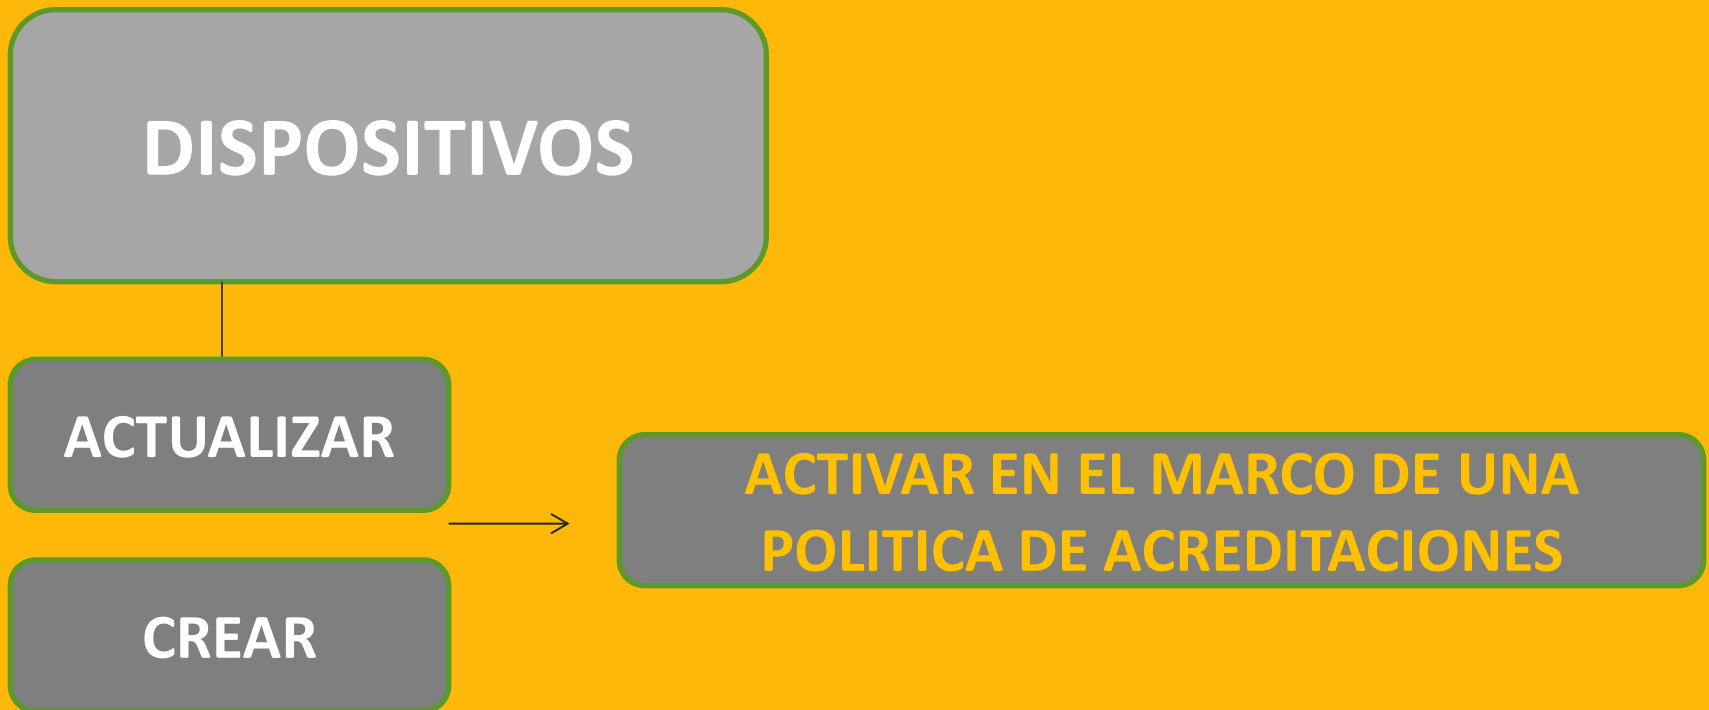 DISPOSITIVOS
ACTUALIZAR
ACTIVAR EN EL MARCO DE UNA
POLITICA DE ACREDITACIONES
CREAR